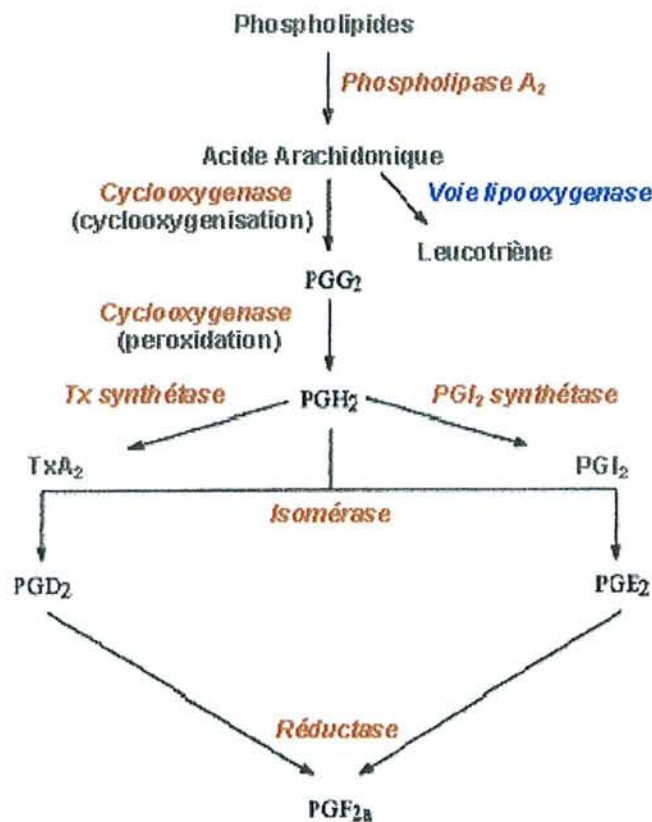 Phospholipides
Phospholipase A₂
Acide Arachidonique
Cyclooxygenase
(cyclooxygenisation)
Voie lipooxygenase
Leucotriène
PGG₂
Cyclooxygenase
(peroxidation)
Tx synthétase
PGH₂
PGI₂ synthétase
TxA₂
PGI₂
Isomérase
PGD₂
PGE₂
Réductase
PGF₂a